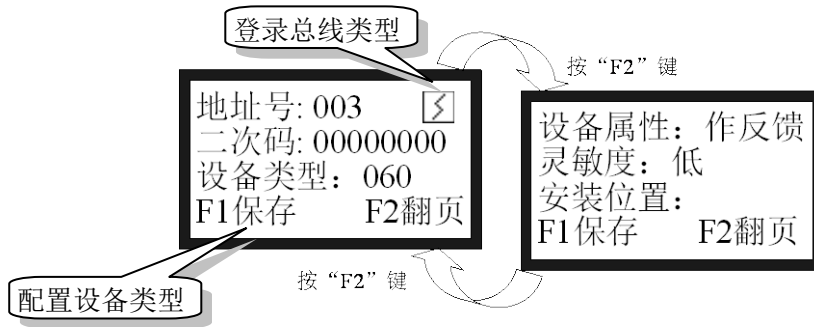 登录总线类型
按“F2”键
地址号: 003
二次码: 00000000
设备类型：060
F1保存 F2翻页
设备属性：作反馈
灵敏度：低
安装位置：
F1保存 F2翻页
按“F2”键
配置设备类型